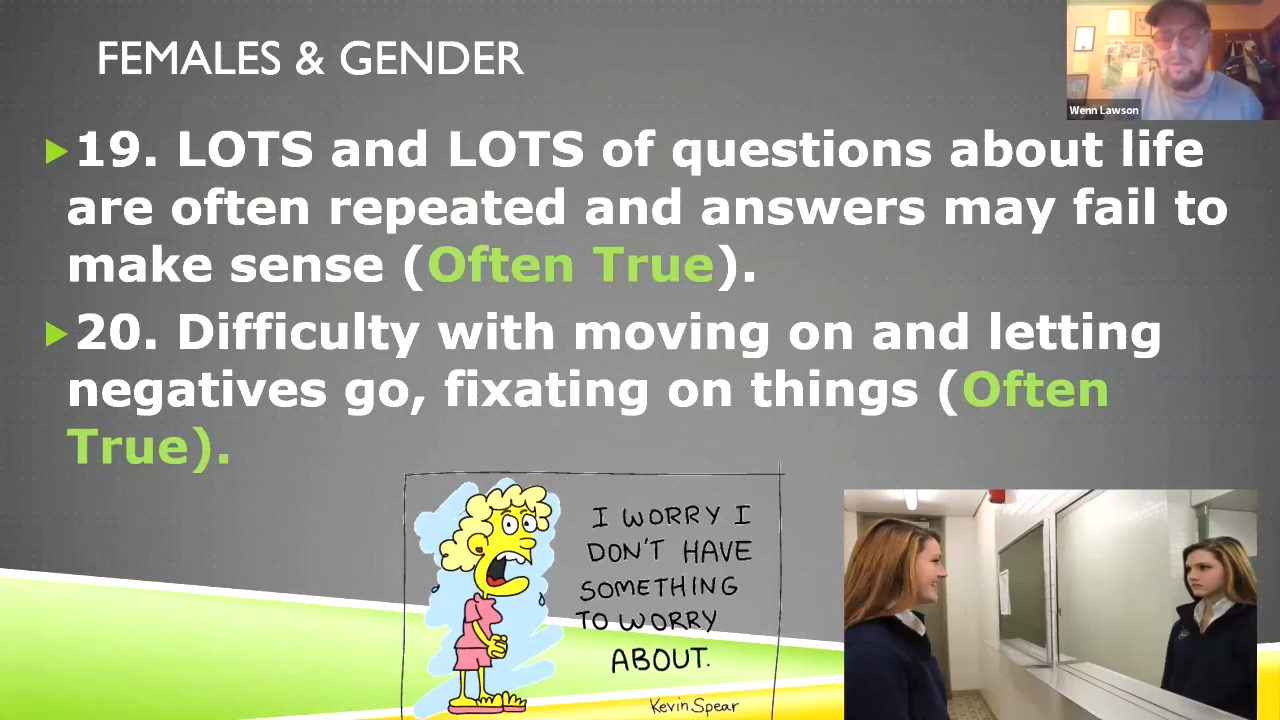 FEMALES & GENDER
Wenn Lawson
19. LOTS and LOTS of questions about life
are often repeated and answers may fail to
make sense (Often True).
20. Difficulty with moving on and letting
negatives go, fixating on things (Often
True).
I WORRY I
DON'T HAVE
SOMETHING
TO WORRY
ABOUT.
Kevin Spear